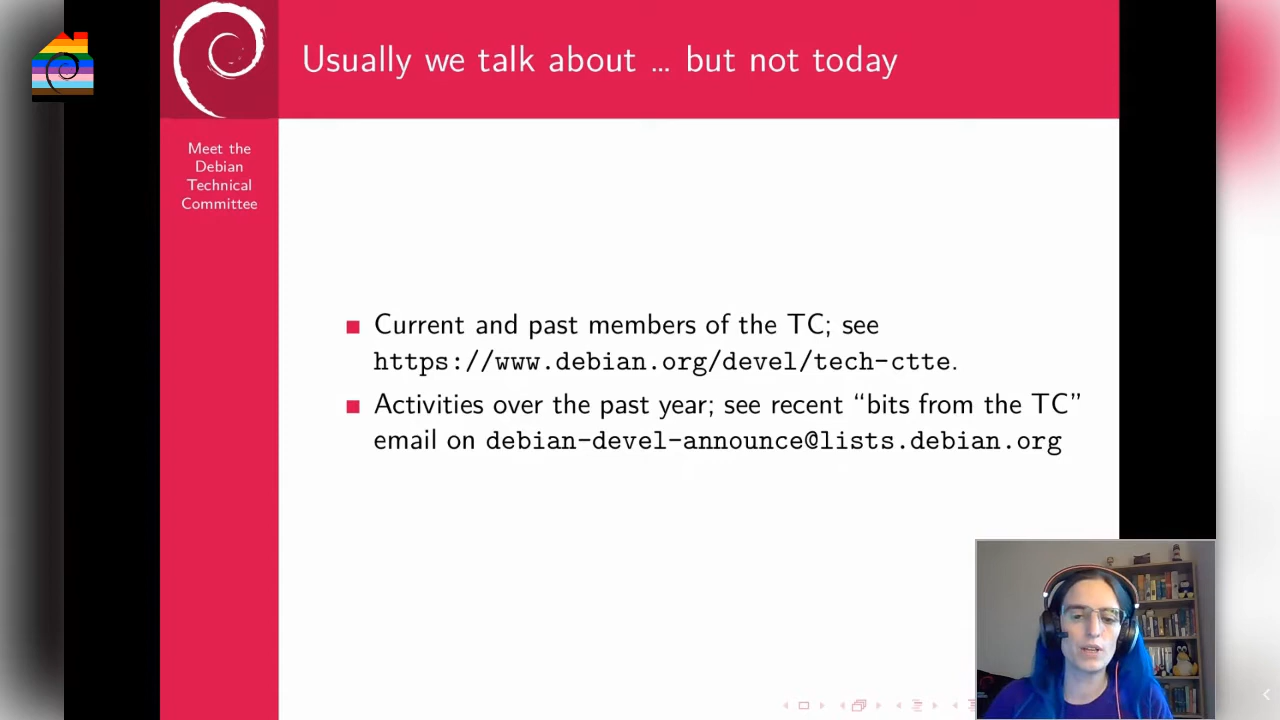 Usually we talk about ... but not today
Meet the
Debian
Technical
Committee
Current and past members of the TC; see
https://www.debian.org/devel/tech-ctte.
Activities over the past year; see recent “bits from the TC”
email on debian-devel-announce@lists.debian.org